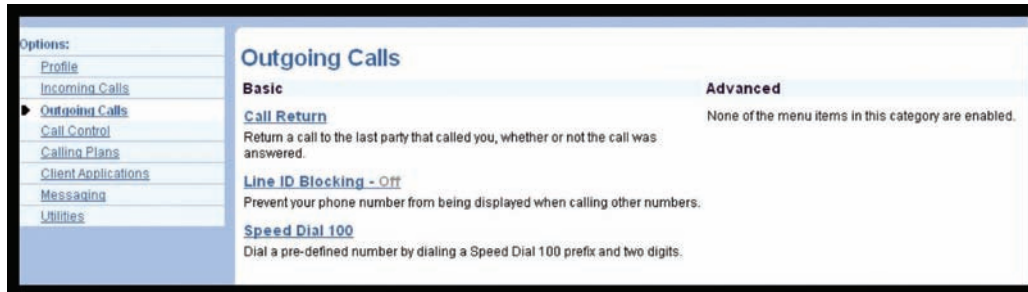 Options:
Profile
Incoming Calls
Outgoing Calls
Call Control
Calling Plans
Client Applications
Messaging
Utilities
Outgoing Calls
Basic
Call Return
Return a call to the last party that called you, whether or not the call was
answered.
Line ID Blocking - Off
Prevent your phone number from being displayed when calling other numbers.
Speed Dial 100
Dial a pre-defined number by dialing a Speed Dial 100 prefix and two digits.
Advanced
None of the menu items in this category are enabled.